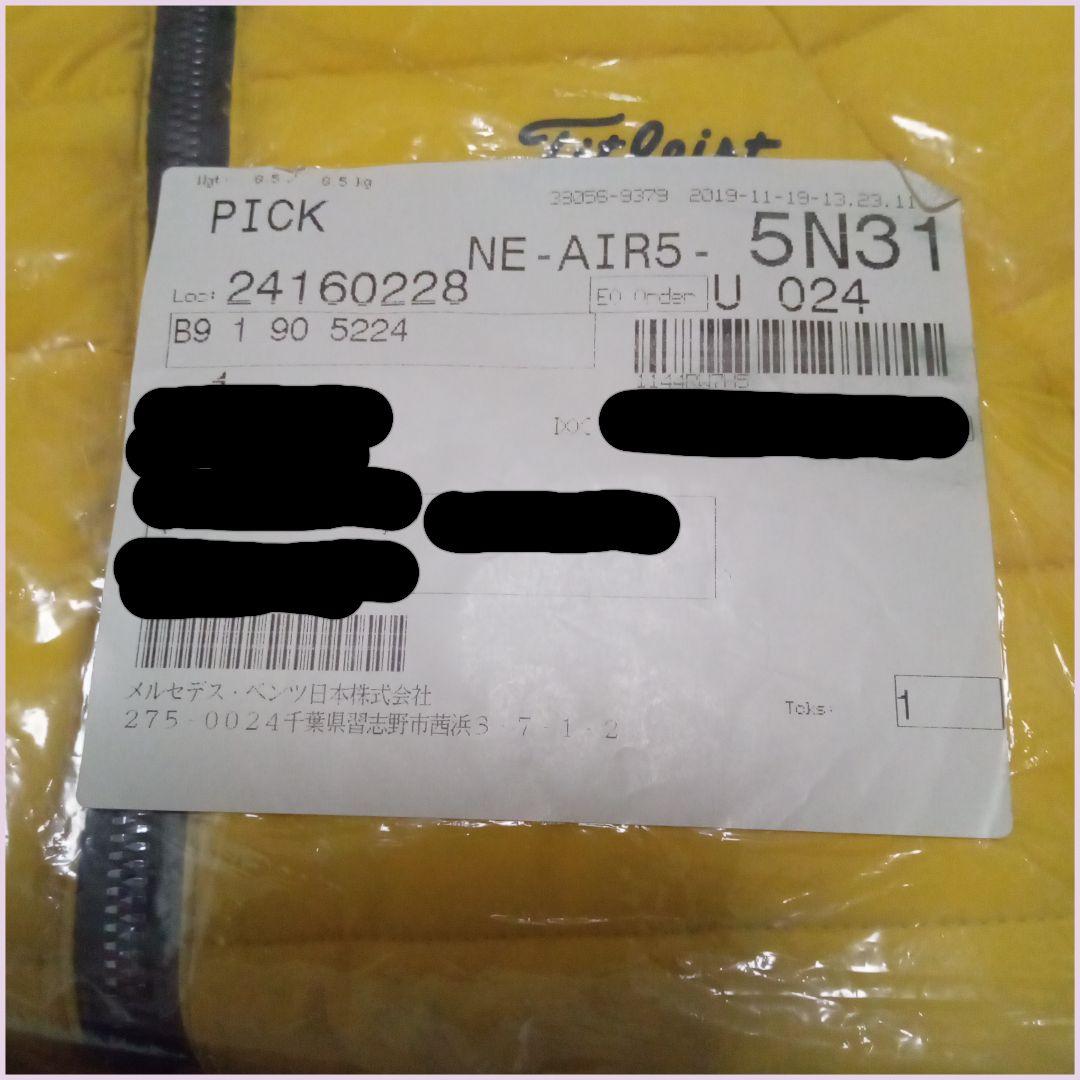 Titleist
Wgt: 0.5 0.5 kg
38056-9379 2019-11-19-13.23.11
PICK
NE-AIR5- 5N31
Loc: 24160228
EO Order U 024
B9 1 90 5224
1144RW7M5
DOC
メルセデス・ベンツ日本株式会社
275-0024千葉県習志野市茜浜3-7-1-2
Toks: 1